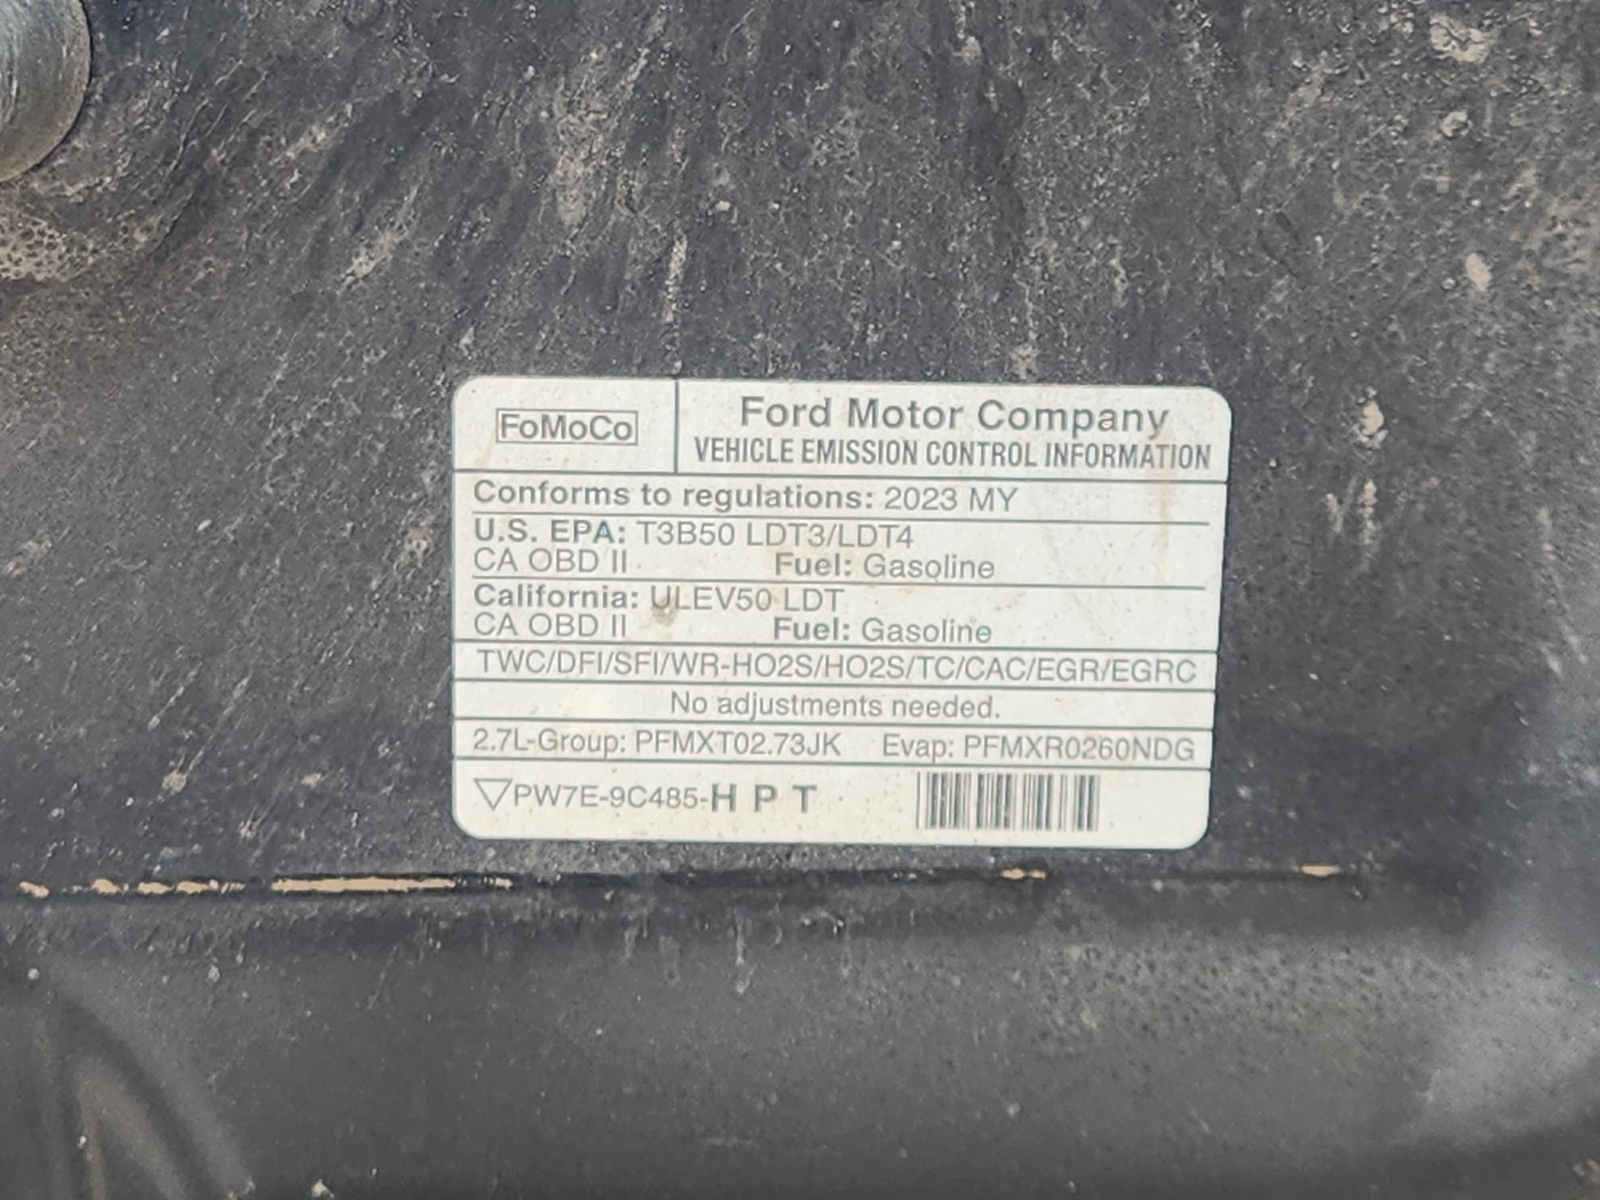 FoMoCo
Ford Motor Company
VEHICLE EMISSION CONTROL INFORMATION
Conforms to regulations: 2023 MY
U.S. EPA: T3B50 LDT3/LDT4
CA OBD II Fuel: Gasoline
California: ULEV50 LDT
CA OBD II Fuel: Gasoline
TWC/DFI/SFI/WR-HO2S/HO2S/TC/CAC/EGR/EGRC
No adjustments needed.
2.7L-Group: PFMXT02.73JK Evap: PFMXR0260NDG
PW7E-9C485-H P T